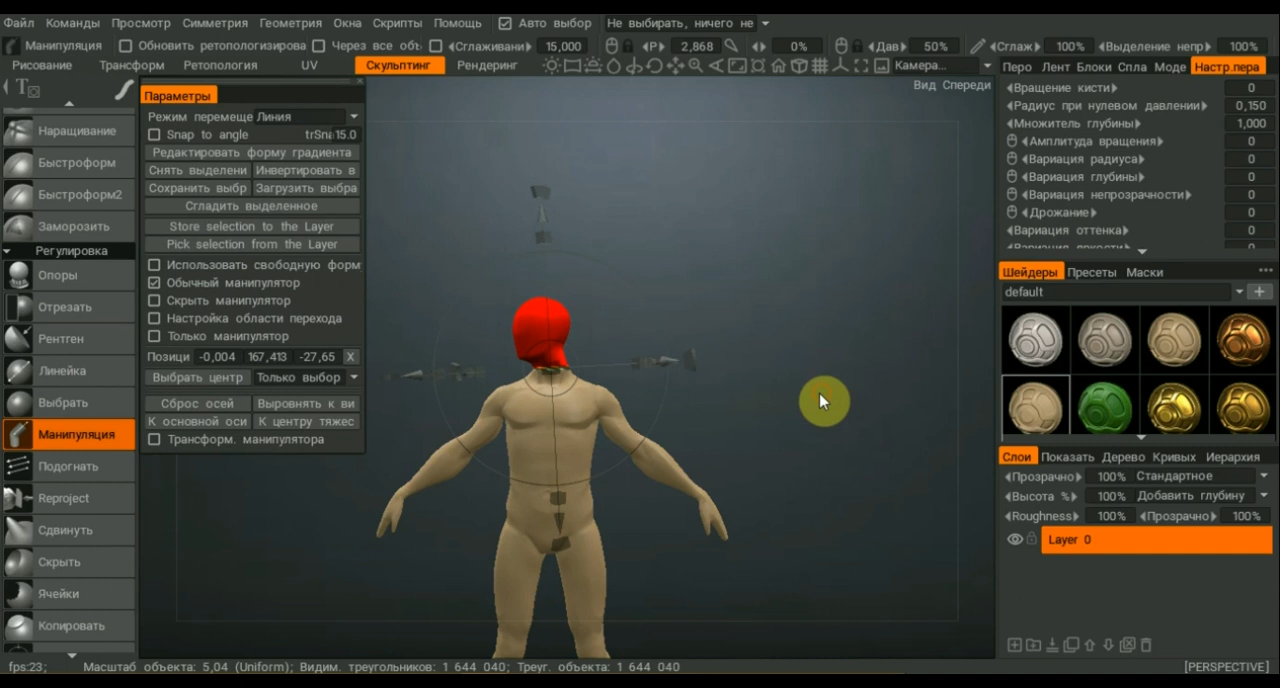 Файл Команды Просмотр Симметрия Геометрия Окна Скрипты Помощь Авто выбор Не выбирать, ничего не
Манипуляция Обновить ретопологизирова Через все объ ‹Сглаживани› 15,000 ‹Р› 2,868 0% ‹Дав› 50% ‹Сглаж› 100% ‹Выделение непр› 100%
Рисование Трансформ Ретопология UV Скульптинг Рендеринг Камера...
Перо Лент Блоки Спла Моде Настр.пера
Вид Спереди
Параметры
Режим перемеще Линия
Snap to angle trSna 15.0
Редактировать форму градиента
Снять выделени Инвертировать в
Сохранить выбр Загрузить выбра
Сгладить выделенное
Store selection to the Layer
Pick selection from the Layer
Использовать свободную форм
Обычный манипулятор
Скрыть манипулятор
Настройка области перехода
Только манипулятор
Позици -0,004 167,413 -27,65 X
Выбрать центр Только выбор
Сброс осей Выровнять к ви
К основной оси К центру тяжес
Трансформ. манипулятора
Наращивание
Быстроформ
Быстроформ2
Заморозить
Регулировка
Опоры
Отрезать
Рентген
Линейка
Выбрать
Манипуляция
Подогнать
Reproject
Сдвинуть
Скрыть
Ячейки
Копировать
‹Вращение кисти› 0
‹Радиус при нулевом давлении› 0,150
‹Множитель глубины› 1,000
‹Амплитуда вращения› 0
‹Вариация радиуса› 0
‹Вариация глубины› 0
‹Вариация непрозрачности› 0
‹Дрожание› 0
‹Вариация оттенка› 0
‹Вариация яркости› 0
Шейдеры Пресеты Маски
default
Слои Показать Дерево Кривых Иерархия
‹Прозрачно› 100% Стандартное
‹Высота %› 100% Добавить глубину
‹Roughness› 100% ‹Прозрачно› 100%
Layer 0
fps:23; Масштаб объекта: 5,04 (Uniform); Видим. треугольников: 1 644 040; Треуг. объекта: 1 644 040 [PERSPECTIVE]